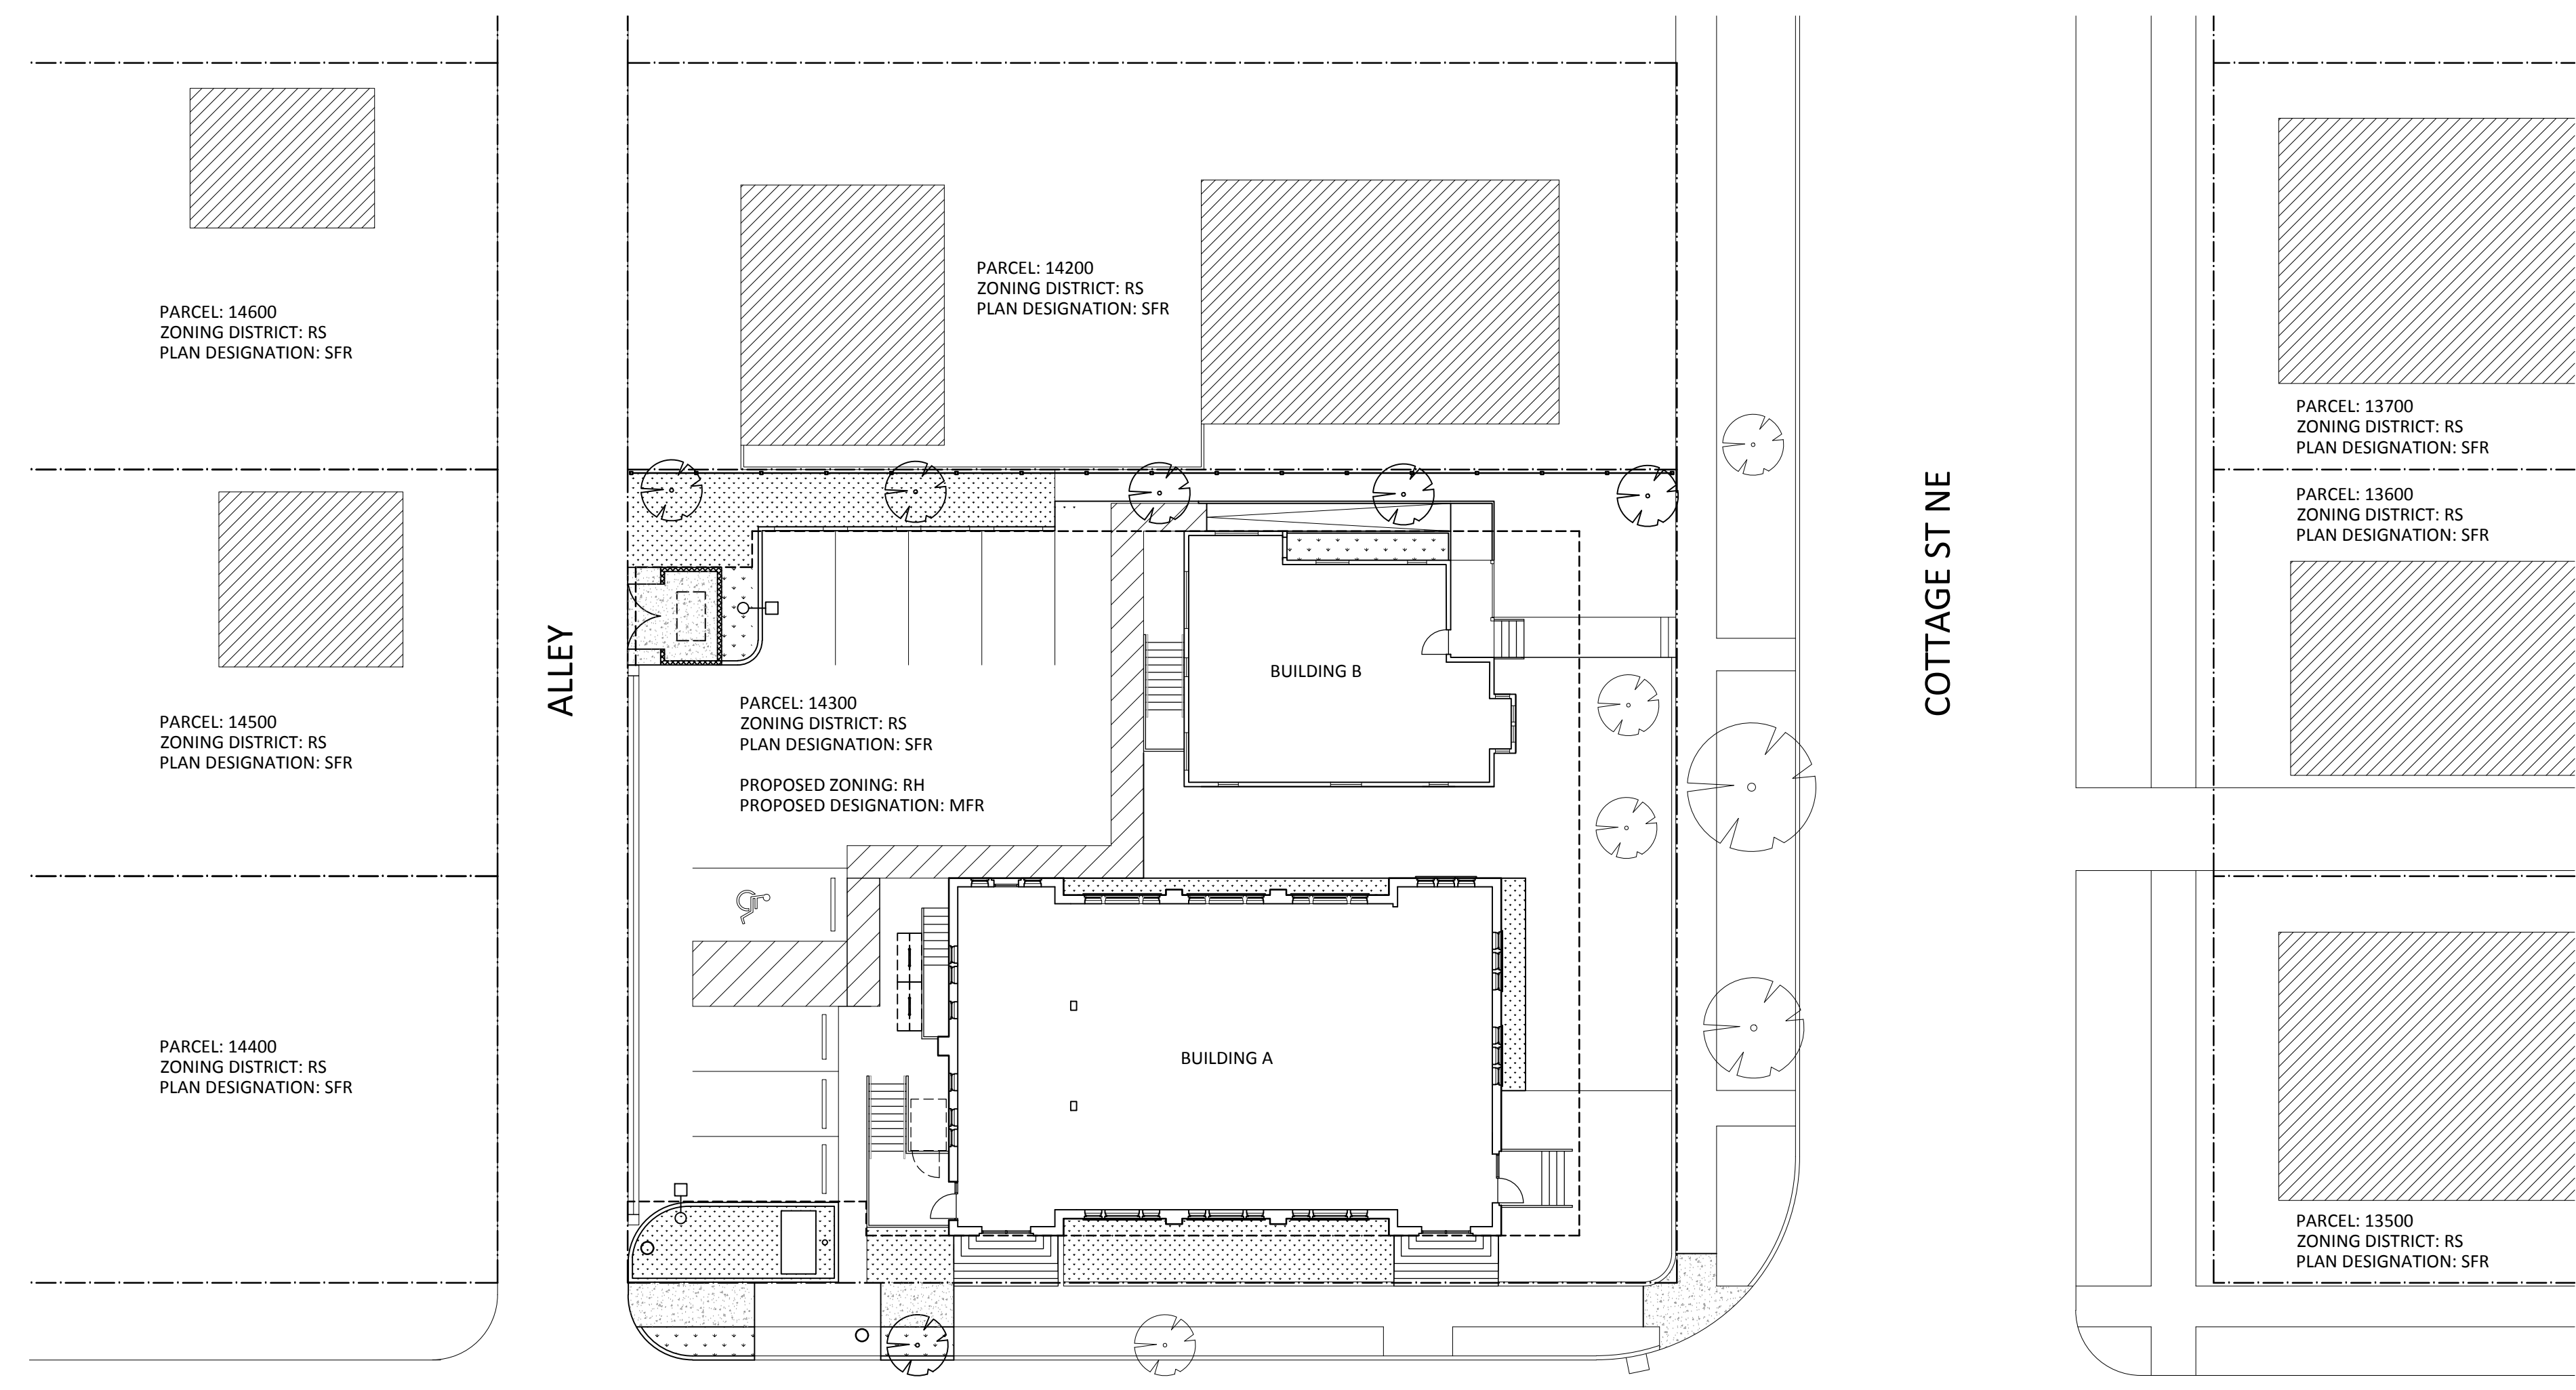 PARCEL: 14600
ZONING DISTRICT: RS
PLAN DESIGNATION: SFR
PARCEL: 14500
ZONING DISTRICT: RS
PLAN DESIGNATION: SFR
PARCEL: 14400
ZONING DISTRICT: RS
PLAN DESIGNATION: SFR
ALLEY
PARCEL: 14200
ZONING DISTRICT: RS
PLAN DESIGNATION: SFR
PARCEL: 14300
ZONING DISTRICT: RS
PLAN DESIGNATION: SFR
PROPOSED ZONING: RH
PROPOSED DESIGNATION: MFR
BUILDING B
BUILDING A
COTTAGE ST NE
PARCEL: 13700
ZONING DISTRICT: RS
PLAN DESIGNATION: SFR
PARCEL: 13600
ZONING DISTRICT: RS
PLAN DESIGNATION: SFR
PARCEL: 13500
ZONING DISTRICT: RS
PLAN DESIGNATION: SFR